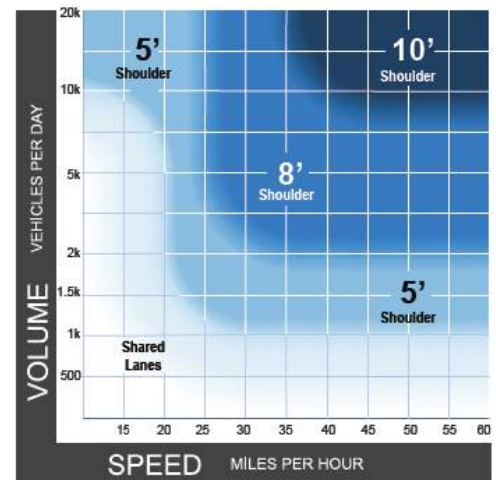 20k
10k
5k
2k
1.5k
1k
500
VOLUME VEHICLES PER DAY
5’
Shoulder
10’
Shoulder
8’
Shoulder
5’
Shoulder
Shared
Lanes
15 20 25 30 35 40 45 50 55 60
SPEED MILES PER HOUR